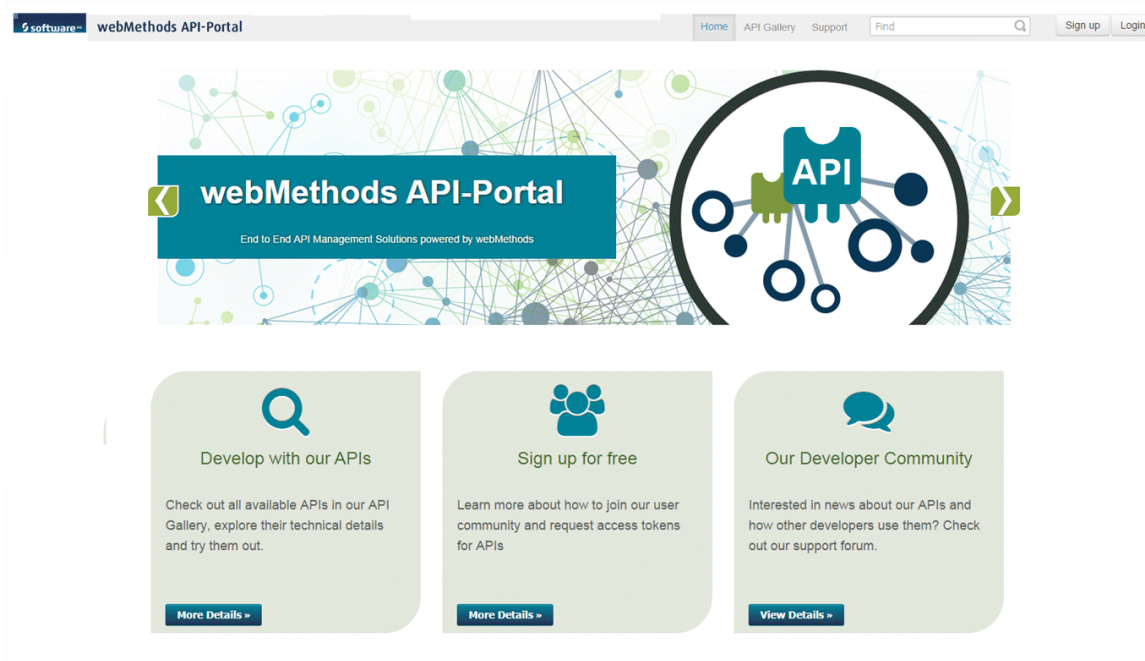 software AG
webMethods API-Portal
Home
API Gallery
Support
Find
Sign up
Login
API
webMethods API-Portal
End to End API Management Solutions powered by webMethods
Develop with our APIs
Check out all available APIs in our API
Gallery, explore their technical details
and try them out.
More Details »
Sign up for free
Learn more about how to join our user
community and request access tokens
for APIs
More Details »
Our Developer Community
Interested in news about our APIs and
how other developers use them? Check
out our support forum.
View Details »